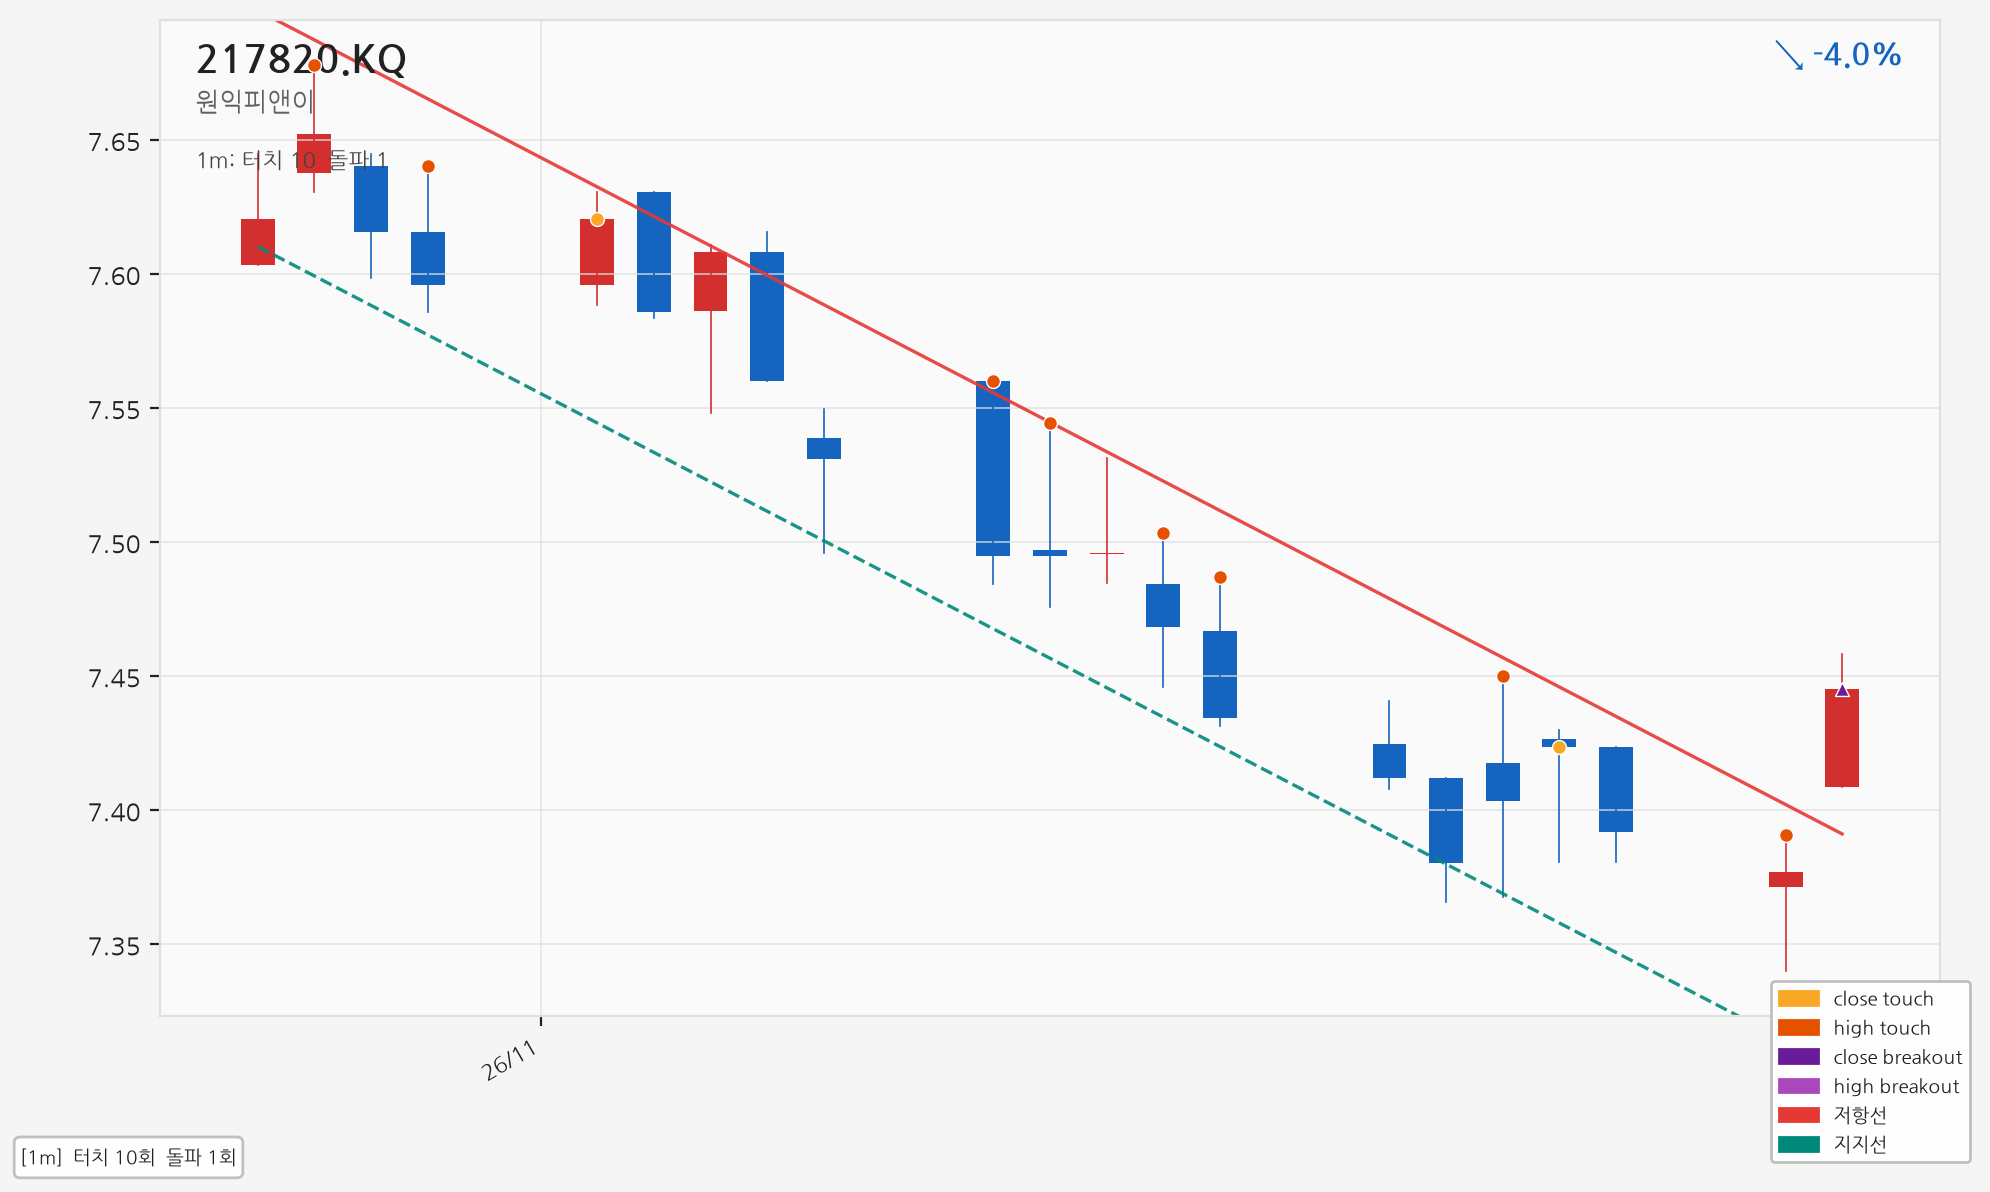 217820.KQ
원익피앤이
1m: 터치 10  돌파 1
-4.0%
7.65
7.60
7.55
7.50
7.45
7.40
7.35
26/11
close touch
high touch
close breakout
high breakout
저항선
지지선
[1m]  터치 10회  돌파 1회